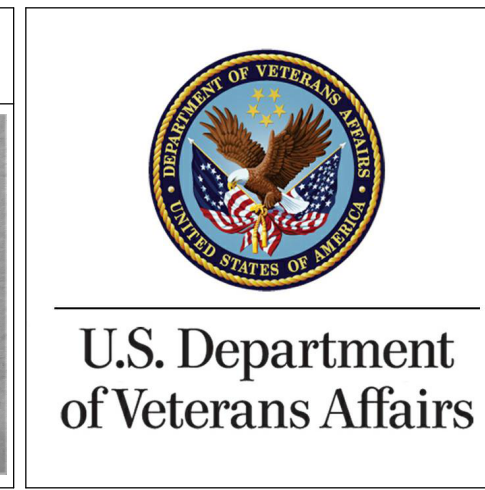 DEPARTMENT OF VETERANS AFFAIRS
UNITED STATES OF AMERICA
U.S. Department
of Veterans Affairs